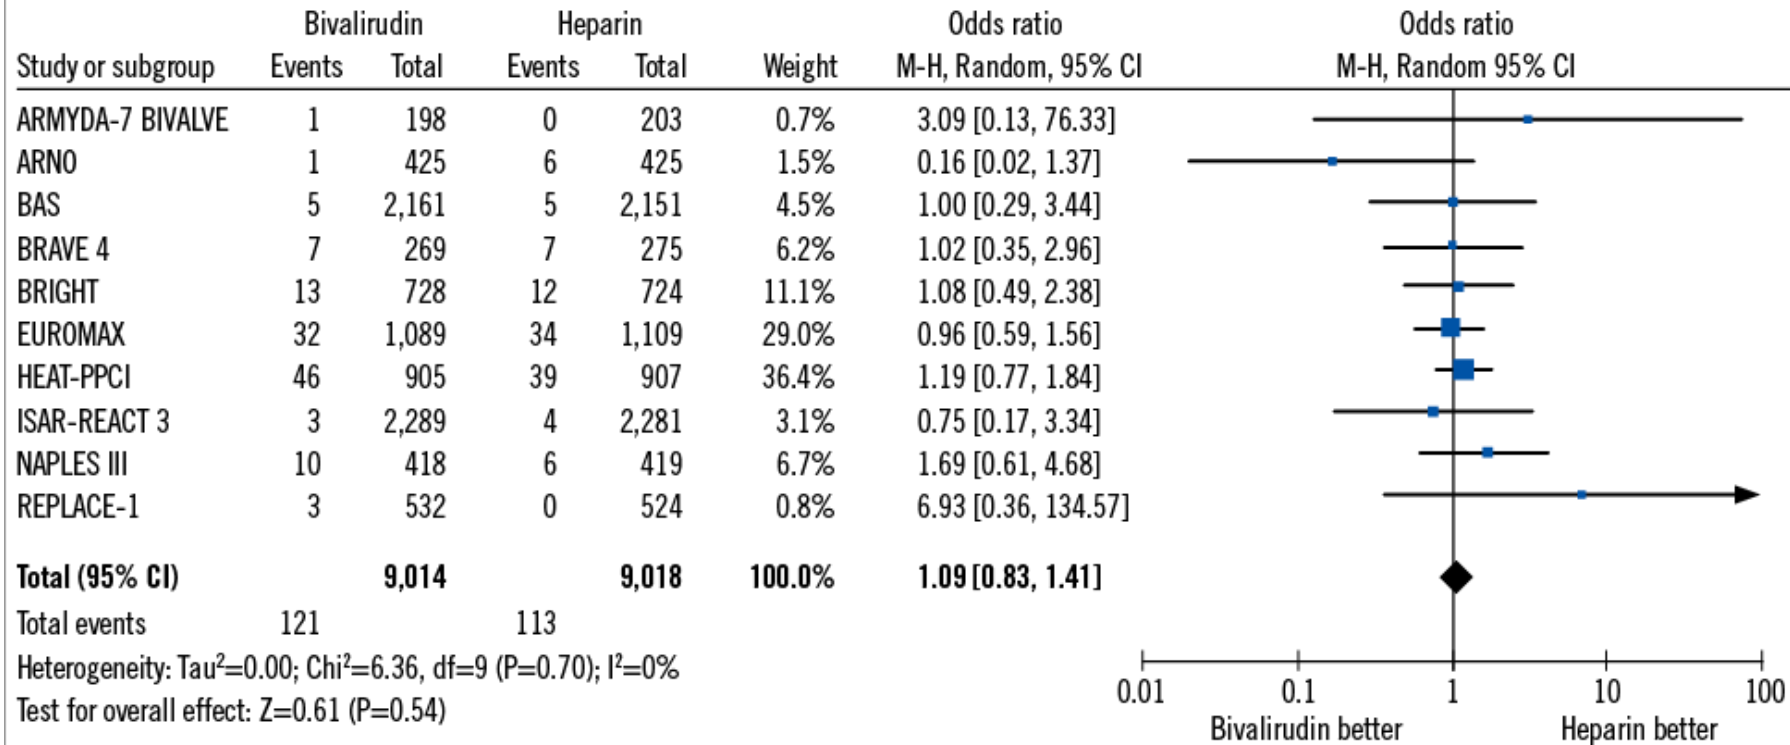 Bivalirudin Heparin Odds ratio Odds ratio
Study or subgroup Events Total Events Total Weight M-H, Random, 95% CI M-H, Random 95% CI
ARMYDA-7 BIVALVE 1 198 0 203 0.7% 3.09 [0.13, 76.33]
ARNO 1 425 6 425 1.5% 0.16 [0.02, 1.37]
BAS 5 2,161 5 2,151 4.5% 1.00 [0.29, 3.44]
BRAVE 4 7 269 7 275 6.2% 1.02 [0.35, 2.96]
BRIGHT 13 728 12 724 11.1% 1.08 [0.49, 2.38]
EUROMAX 32 1,089 34 1,109 29.0% 0.96 [0.59, 1.56]
HEAT-PPCI 46 905 39 907 36.4% 1.19 [0.77, 1.84]
ISAR-REACT 3 3 2,289 4 2,281 3.1% 0.75 [0.17, 3.34]
NAPLES III 10 418 6 419 6.7% 1.69 [0.61, 4.68]
REPLACE-1 3 532 0 524 0.8% 6.93 [0.36, 134.57]
Total (95% CI) 9,014 9,018 100.0% 1.09 [0.83, 1.41]
Total events 121 113
Heterogeneity: Tau²=0.00; Chi²=6.36, df=9 (P=0.70); I²=0%
Test for overall effect: Z=0.61 (P=0.54)
0.01 0.1 1 10 100
Bivalirudin better Heparin better